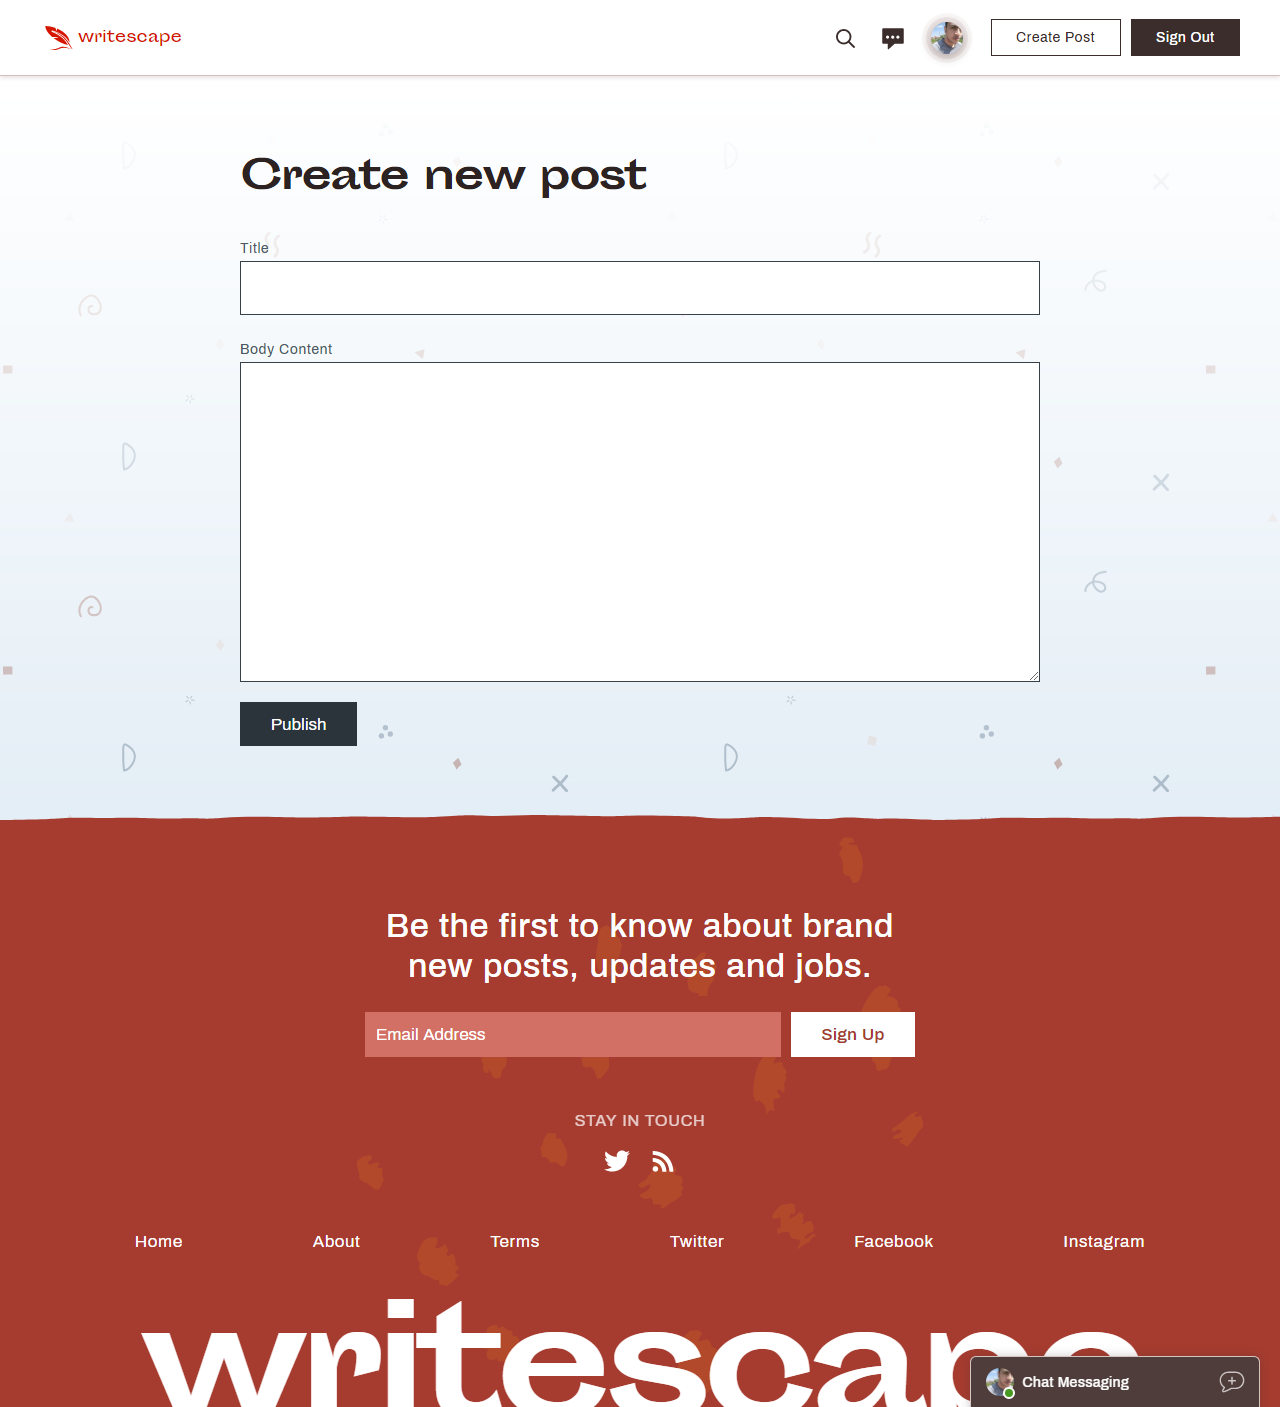 writescape
Create Post
Sign Out
Create new post
Title
Body Content
Publish
Be the first to know about brand
new posts, updates and jobs.
Email Address
Sign Up
STAY IN TOUCH
Home
About
Terms
Twitter
Facebook
Instagram
writescape
Chat Messaging